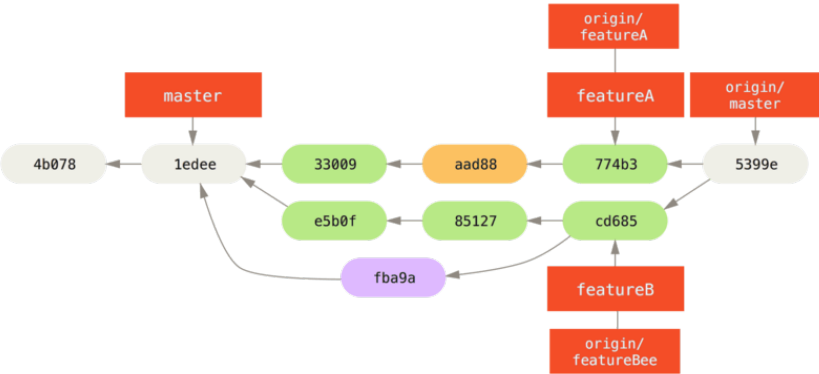 origin/
featureA
master
featureA
origin/
master
4b078
1edee
33009
aad88
774b3
5399e
e5b0f
85127
cd685
fba9a
featureB
origin/
featureBee